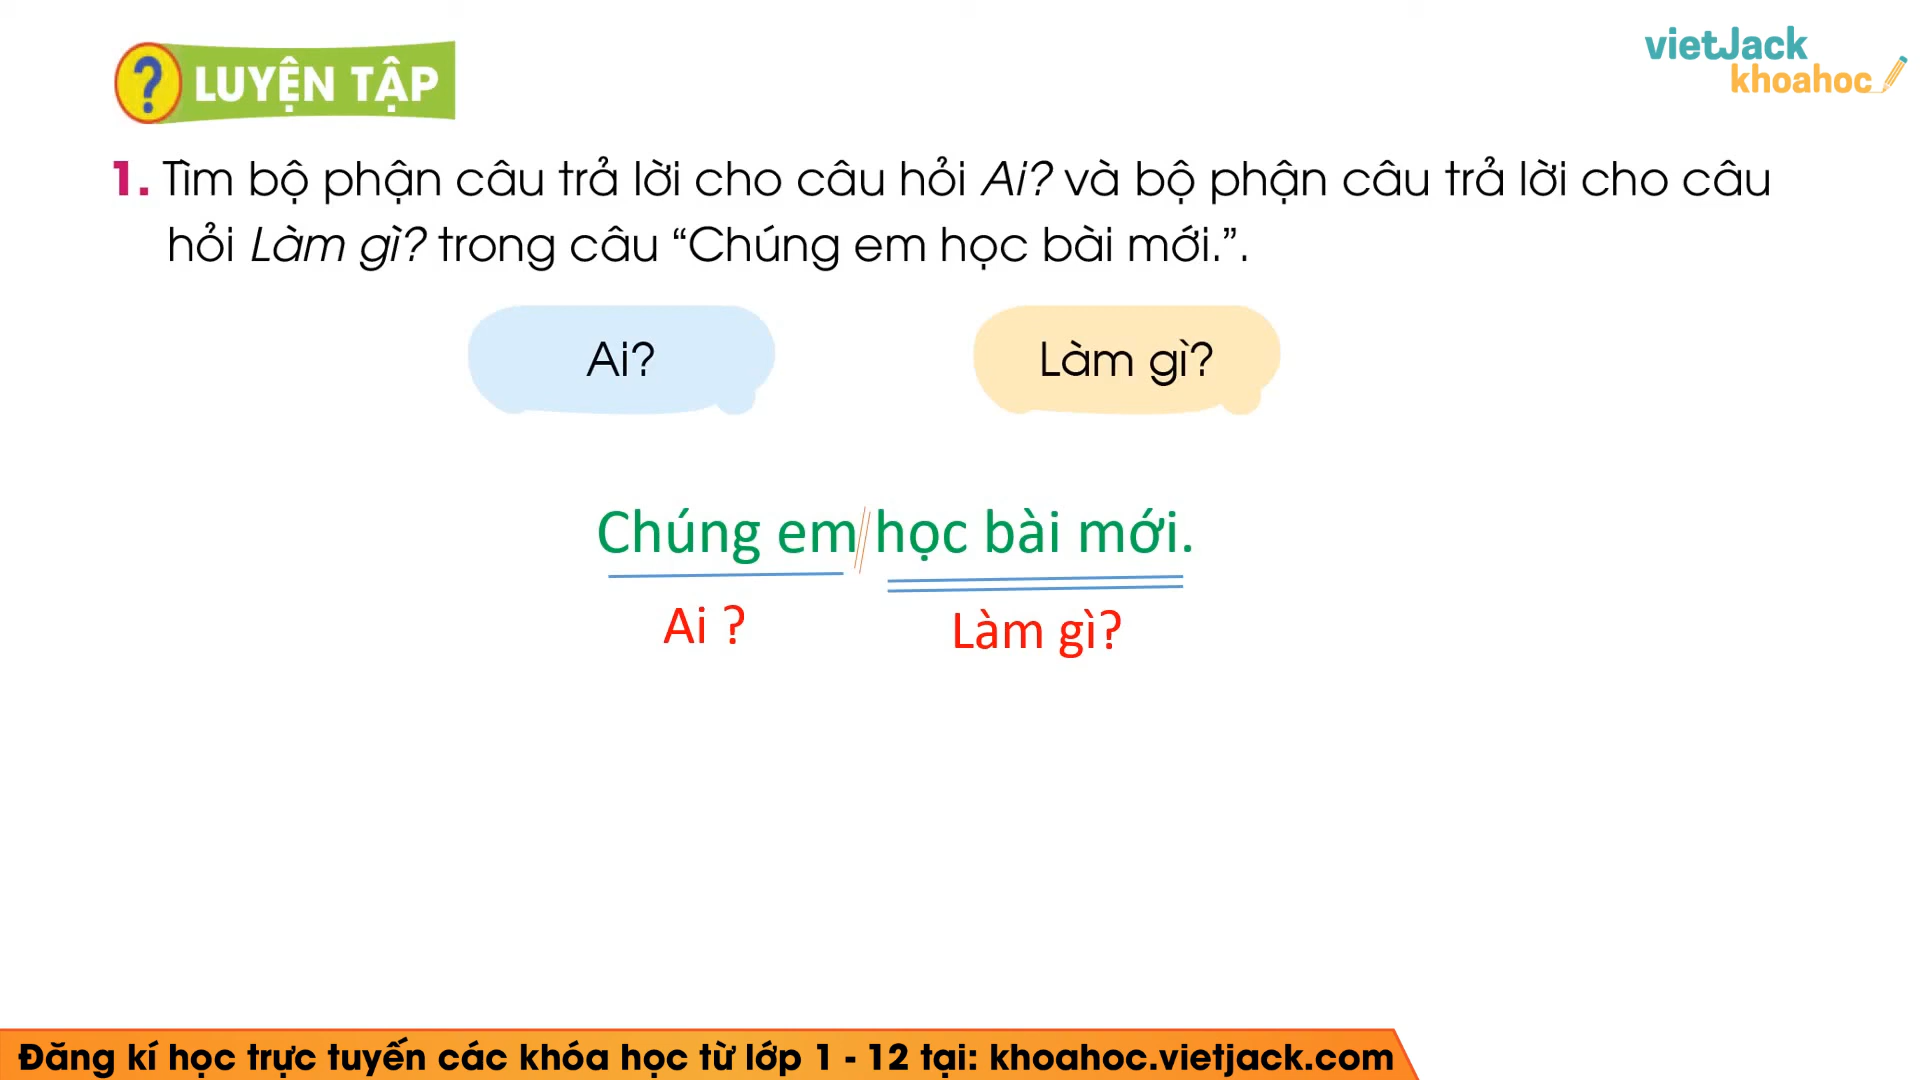 vietJack
khoahoc
? LUYỆN TẬP
1. Tìm bộ phận câu trả lời cho câu hỏi Ai? và bộ phận câu trả lời cho câu
hỏi Làm gì? trong câu “Chúng em học bài mới.”.
Ai? Làm gì?
Chúng em//học bài mới.
Ai ? Làm gì?
Đăng kí học trực tuyến các khóa học từ lớp 1 - 12 tại: khoahoc.vietjack.com